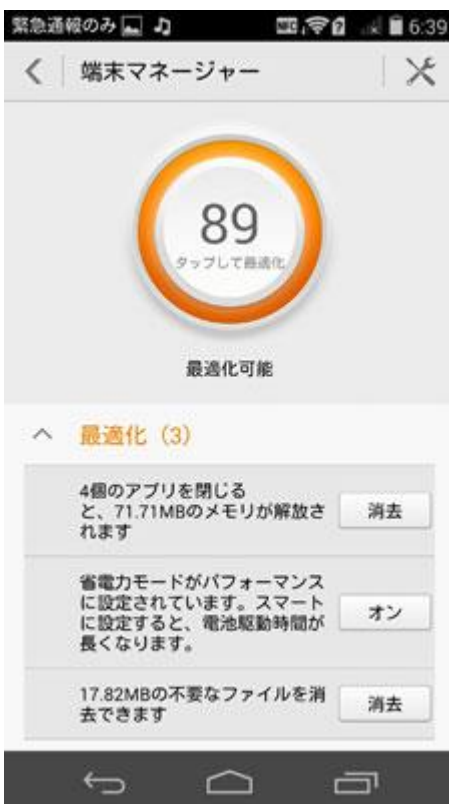 緊急通報のみ 6:39
端末マネージャー
89
タップして最適化
最適化可能
最適化（3）
4個のアプリを閉じる
と、71.71MBのメモリが解放さ
れます
消去
省電力モードがパフォーマンス
に設定されています。スマート
に設定すると、電池駆動時間が
長くなります。
オン
17.82MBの不要なファイルを消
去できます
消去